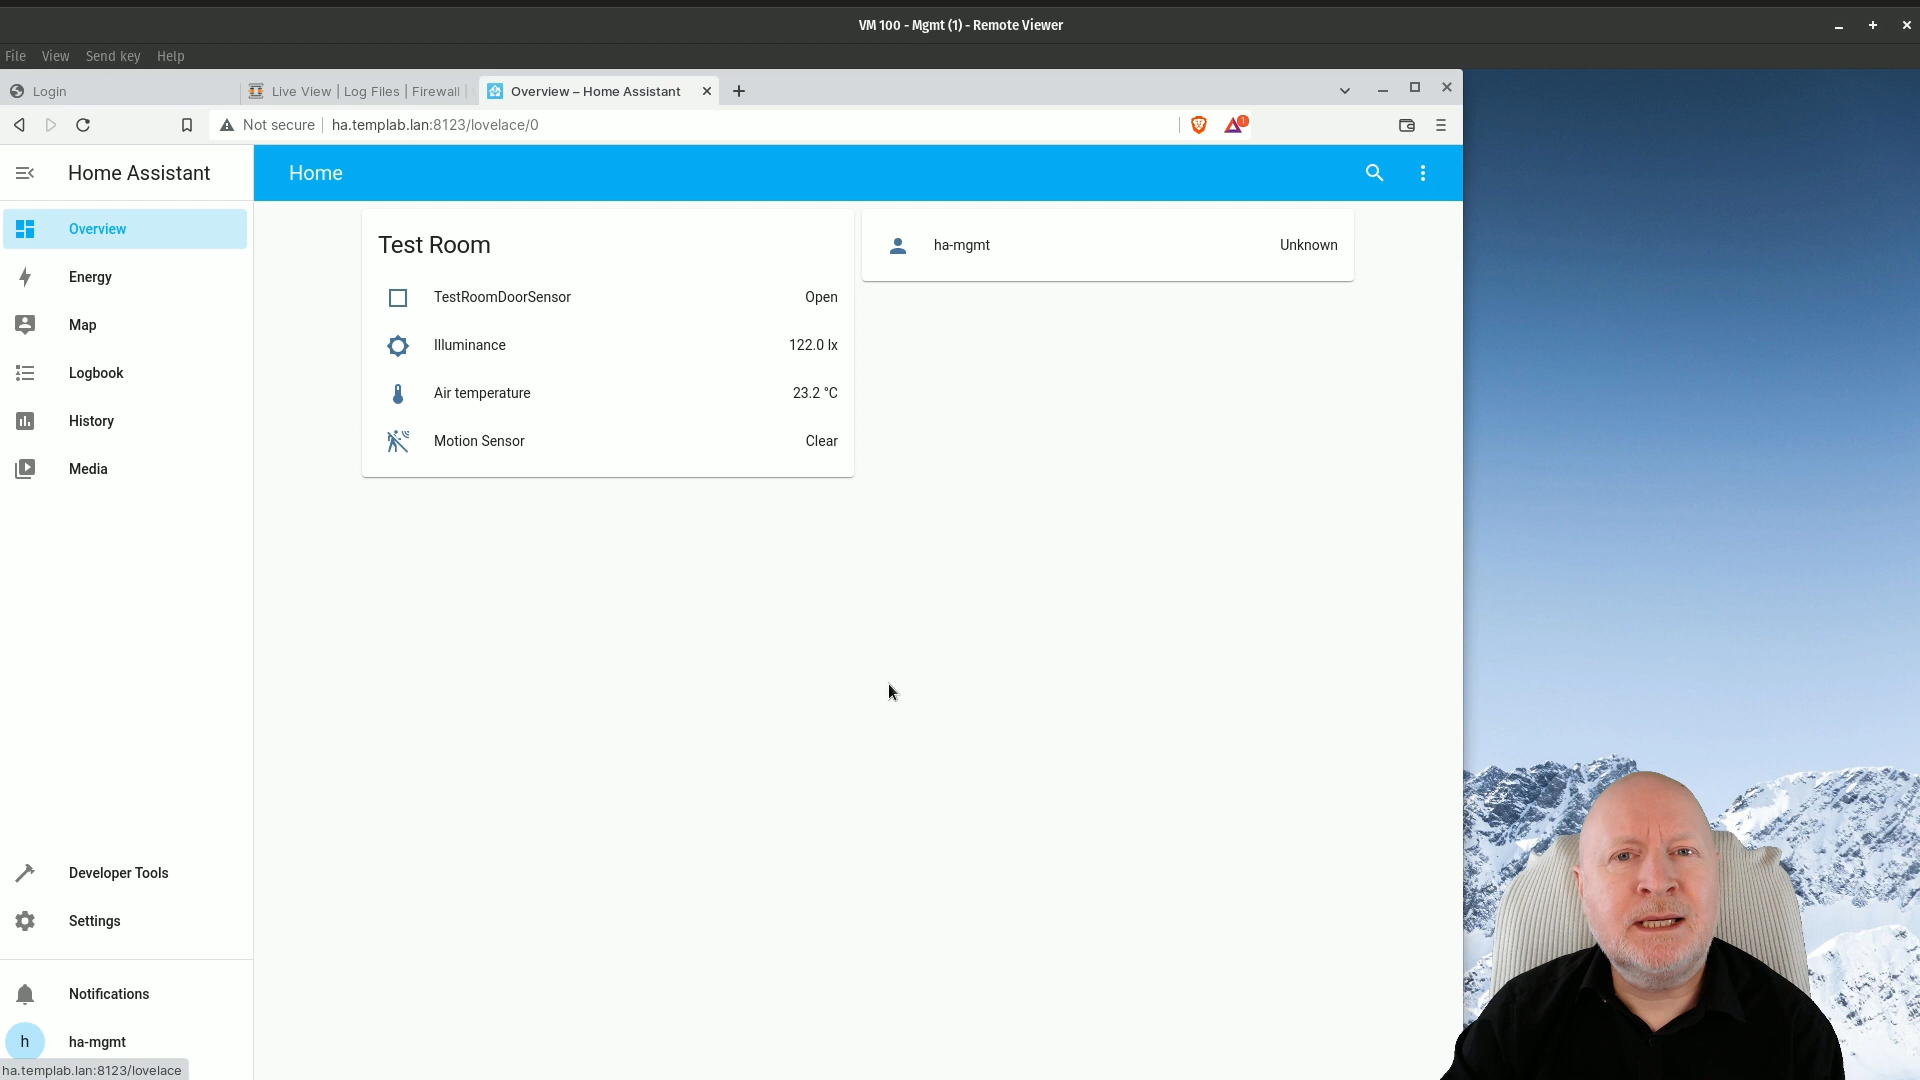 VM 100 - Mgmt (1) - Remote Viewer
File View Send key Help
Login
Live View | Log Files | Firewall |
Overview – Home Assistant
Not secure
ha.templab.lan:8123/lovelace/0
1
Home Assistant
Home
Overview
Energy
Map
Logbook
History
Media
Test Room
TestRoomDoorSensor Open
Illuminance 122.0 lx
Air temperature 23.2 °C
Motion Sensor Clear
ha-mgmt Unknown
Developer Tools
Settings
Notifications
h ha-mgmt
ha.templab.lan:8123/lovelace